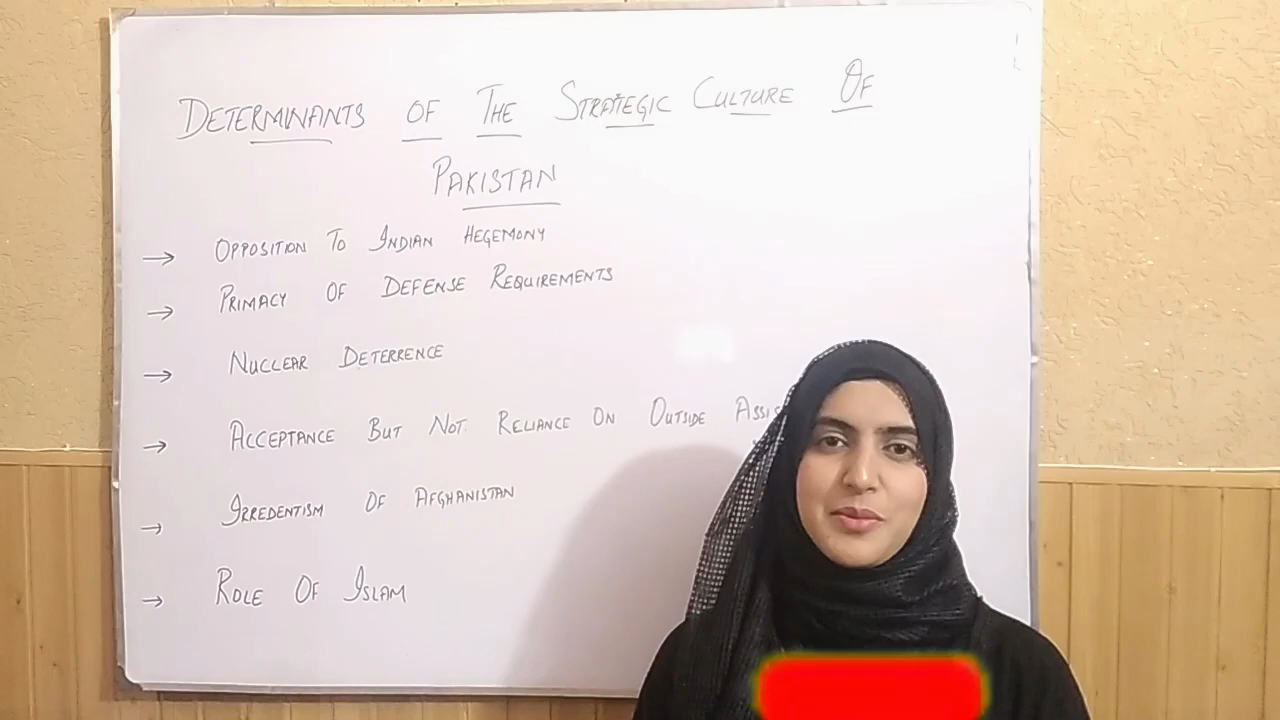 DETERMINANTS OF THE STRATEGIC CULTURE OF
PAKISTAN
→ OPPOSITION TO INDIAN HEGEMONY
→ PRIMACY OF DEFENSE REQUIREMENTS
→ NUCLEAR DETERRENCE
→ ACCEPTANCE BUT NOT RELIANCE ON OUTSIDE
→ IRREDENTISM OF AFGHANISTAN
→ ROLE OF ISLAM